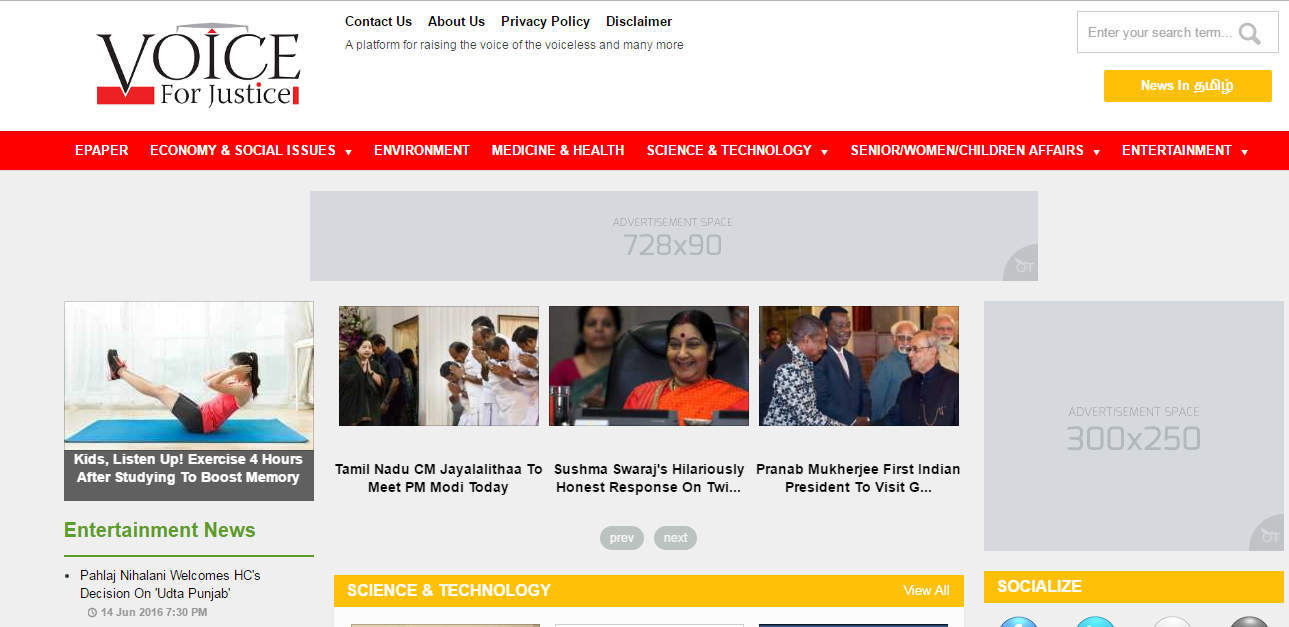 VOICE
For Justice
Contact Us About Us Privacy Policy Disclaimer
A platform for raising the voice of the voiceless and many more
Enter your search term...
News In தமிழ்
EPAPER ECONOMY & SOCIAL ISSUES ENVIRONMENT MEDICINE & HEALTH SCIENCE & TECHNOLOGY SENIOR/WOMEN/CHILDREN AFFAIRS ENTERTAINMENT
ADVERTISEMENT SPACE
728x90
OT
Kids, Listen Up! Exercise 4 Hours
After Studying To Boost Memory
Entertainment News
Pahlaj Nihalani Welcomes HC's
Decision On 'Udta Punjab'
14 Jun 2016 7:30 PM
Tamil Nadu CM Jayalalithaa To
Meet PM Modi Today
Sushma Swaraj's Hilariously
Honest Response On Twi...
Pranab Mukherjee First Indian
President To Visit G...
prev next
SCIENCE & TECHNOLOGY View All
ADVERTISEMENT SPACE
300x250
OT
SOCIALIZE